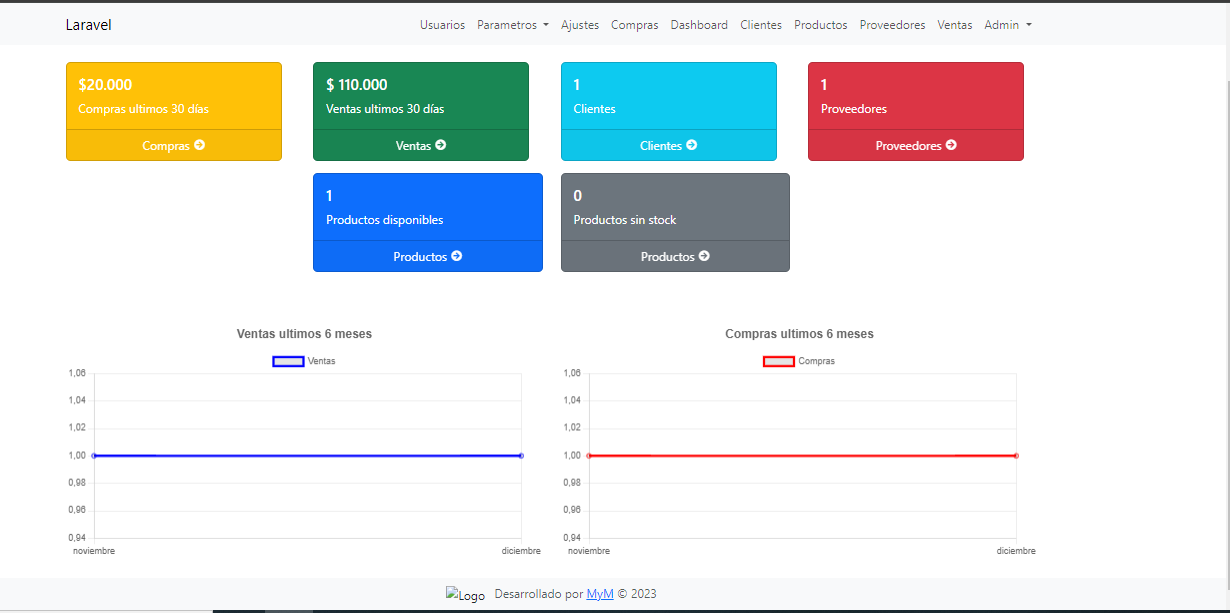 Laravel
Usuarios Parametros Ajustes Compras Dashboard Clientes Productos Proveedores Ventas Admin
$20.000
Compras ultimos 30 días
Compras
$ 110.000
Ventas ultimos 30 días
Ventas
1
Clientes
Clientes
1
Proveedores
Proveedores
1
Productos disponibles
Productos
0
Productos sin stock
Productos
Ventas ultimos 6 meses
Ventas
1,06
1,04
1,02
1,00
0,98
0,96
0,94
noviembre diciembre
Compras ultimos 6 meses
Compras
1,06
1,04
1,02
1,00
0,98
0,96
0,94
noviembre diciembre
Logo Desarrollado por MyM © 2023